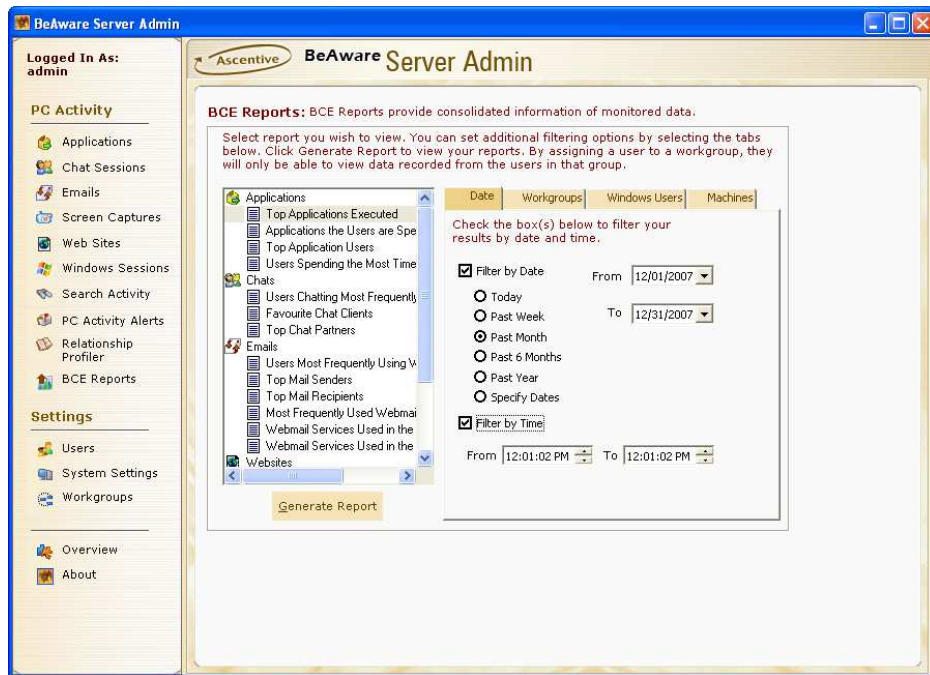 BeAware Server Admin
Logged In As:
admin
PC Activity
Applications
Chat Sessions
Emails
Screen Captures
Web Sites
Windows Sessions
Search Activity
PC Activity Alerts
Relationship
Profiler
BCE Reports
Settings
Users
System Settings
Workgroups
Overview
About
Ascentive BeAware Server Admin
BCE Reports: BCE Reports provide consolidated information of monitored data.
Select report you wish to view. You can set additional filtering options by selecting the tabs
below. Click Generate Report to view your reports. By assigning a user to a workgroup, they
will only be able to view data recorded from the users in that group.
Applications
Top Applications Executed
Applications the Users are Spe
Top Application Users
Users Spending the Most Time
Chats
Users Chatting Most Frequently
Favourite Chat Clients
Top Chat Partners
Emails
Users Most Frequently Using W
Top Mail Senders
Top Mail Recipients
Most Frequently Used Webmai
Webmail Services Used in the
Webmail Services Used in the
Websites
Generate Report
Date Workgroups Windows Users Machines
Check the box(s) below to filter your
results by date and time.
Filter by Date From 12/01/2007
Today
To 12/31/2007
Past Week
Past Month
Past 6 Months
Past Year
Specify Dates
Filter by Time
From 12:01:02 PM To 12:01:02 PM